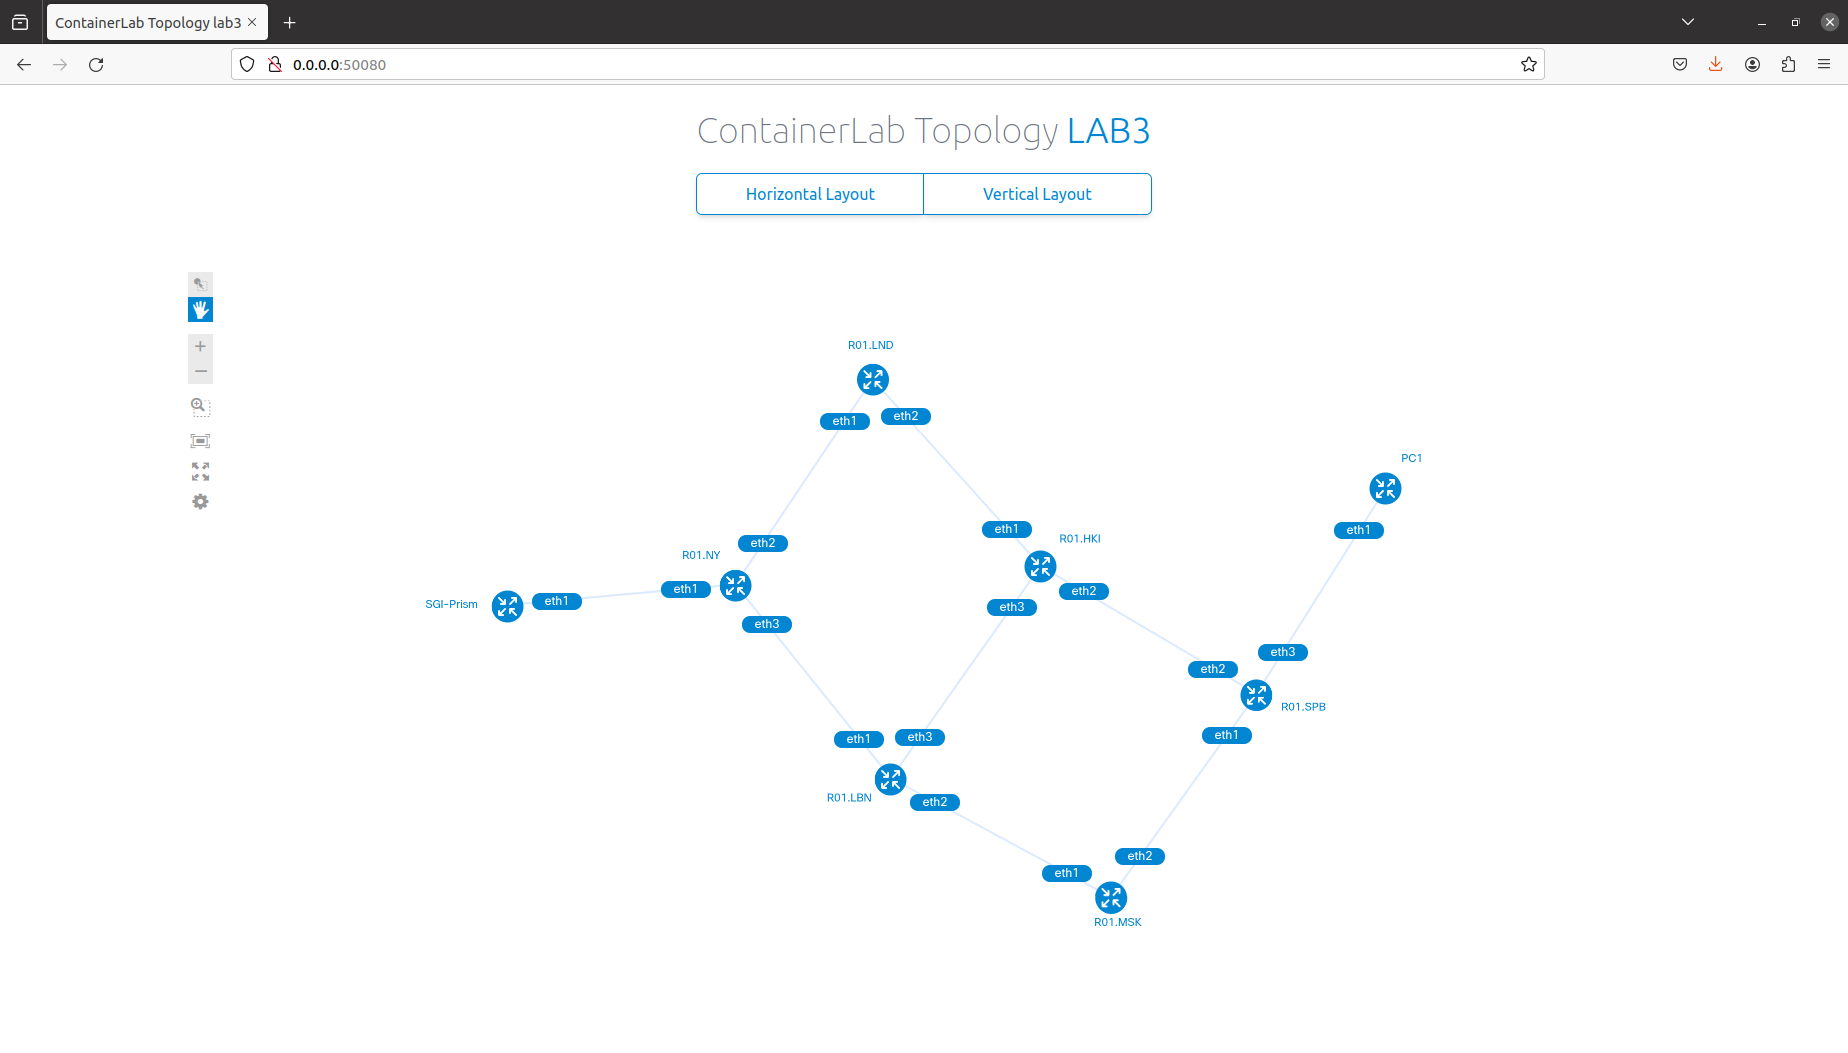 ContainerLab Topology lab3
0.0.0.0:50080
ContainerLab Topology LAB3
Horizontal Layout
Vertical Layout
R01.LND
eth1
eth2
PC1
eth1
eth1
R01.HKI
eth2
R01.NY
eth1
eth2
eth3
SGI-Prism
eth1
eth3
eth3
eth2
R01.SPB
eth1
eth1
eth3
R01.LBN
eth2
eth2
eth1
R01.MSK